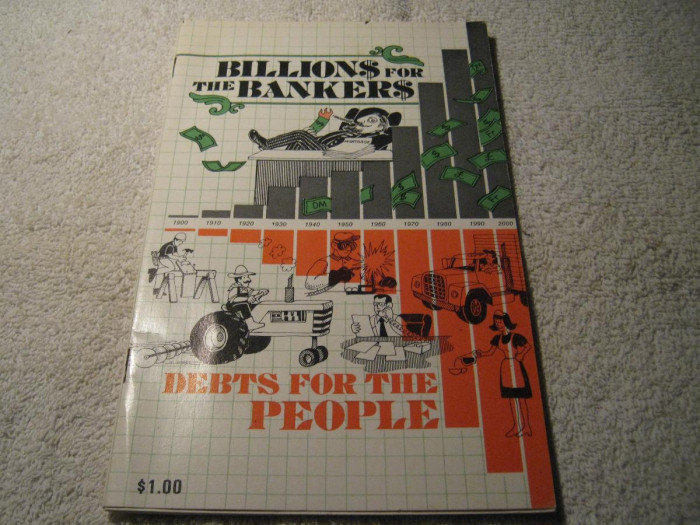 BILLION$ FOR
THE BANKER$
DM
1900 1910 1920 1930 1940 1950 1960 1970 1980 1990 2000
DEBTS FOR THE
PEOPLE
$1.00